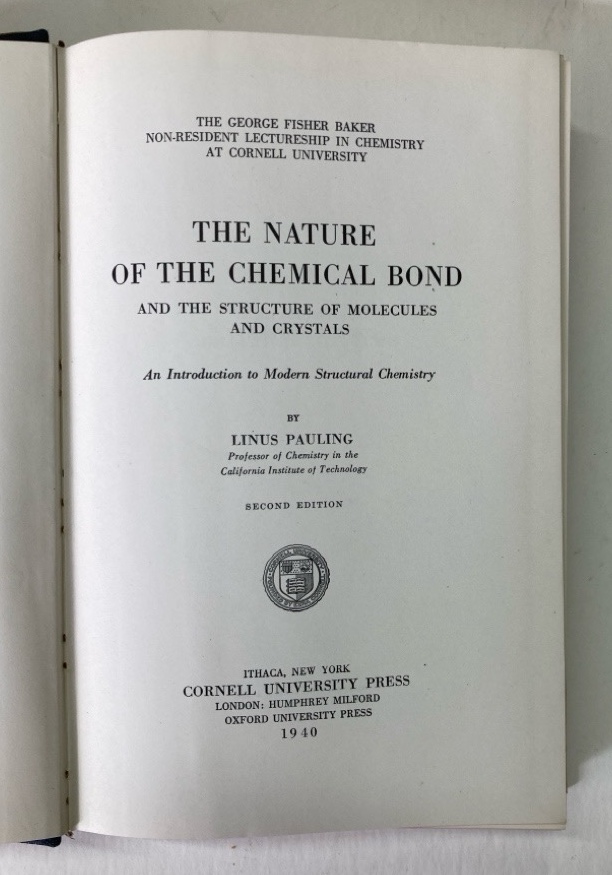 THE GEORGE FISHER BAKER
NON-RESIDENT LECTURESHIP IN CHEMISTRY
AT CORNELL UNIVERSITY
THE NATURE
OF THE CHEMICAL BOND
AND THE STRUCTURE OF MOLECULES
AND CRYSTALS
An Introduction to Modern Structural Chemistry
BY
LINUS PAULING
Professor of Chemistry in the
California Institute of Technology
SECOND EDITION
CORNELL UNIVERSITY
ITHACA, NEW YORK
CORNELL UNIVERSITY PRESS
LONDON: HUMPHREY MILFORD
OXFORD UNIVERSITY PRESS
1940